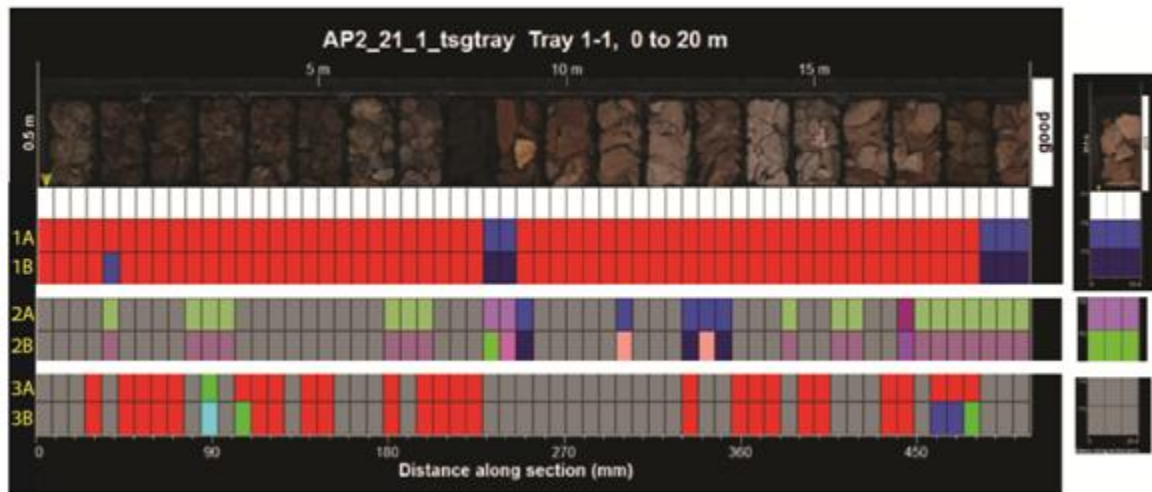 AP2_21_1_tsgtray Tray 1-1, 0 to 20 m
5 m 10 m 15 m
0.5 m
good
1A
1B
2A
2B
3A
3B
0 90 180 270 360 450
Distance along section (mm)